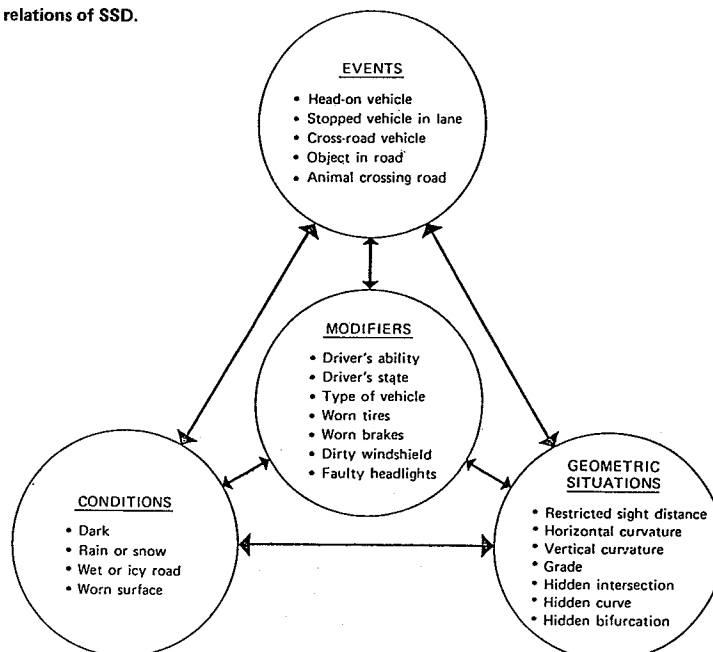 relations of SSD.
EVENTS
• Head-on vehicle
• Stopped vehicle in lane
• Cross-road vehicle
• Object in road
• Animal crossing road
MODIFIERS
• Driver's ability
• Driver's state
• Type of vehicle
• Worn tires
• Worn brakes
• Dirty windshield
• Faulty headlights
CONDITIONS
• Dark
• Rain or snow
• Wet or icy road
• Worn surface
GEOMETRIC
SITUATIONS
• Restricted sight distance
• Horizontal curvature
• Vertical curvature
• Grade
• Hidden intersection
• Hidden curve
• Hidden bifurcation